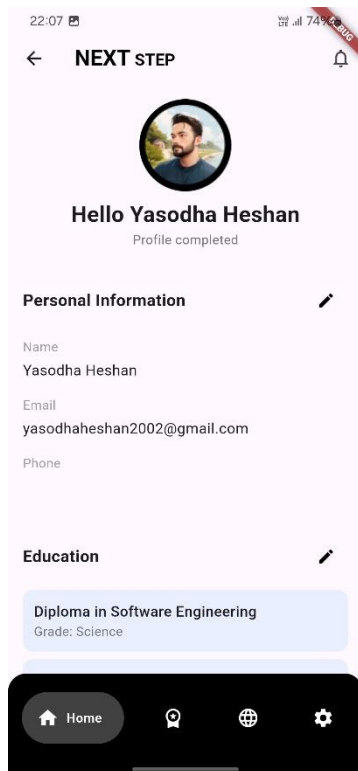 22:07
74%
NEXT STEP
Hello Yasodha Heshan
Profile completed
Personal Information
Name
Yasodha Heshan
Email
yasodhaheshan2002@gmail.com
Phone
Education
Diploma in Software Engineering
Grade: Science
Home